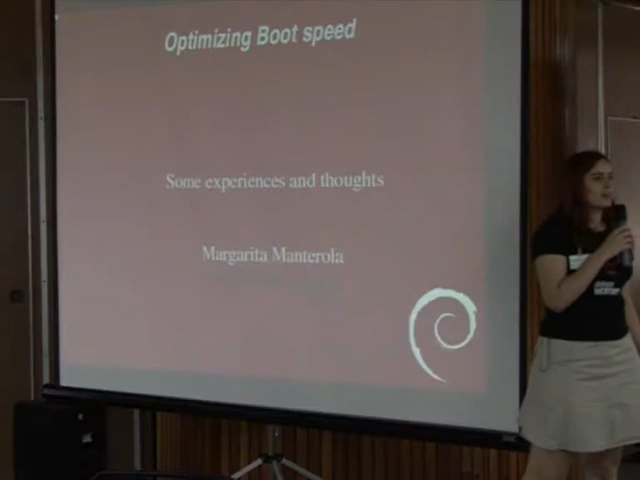 Optimizing Boot speed
Some experiences and thoughts
Margarita Manterola